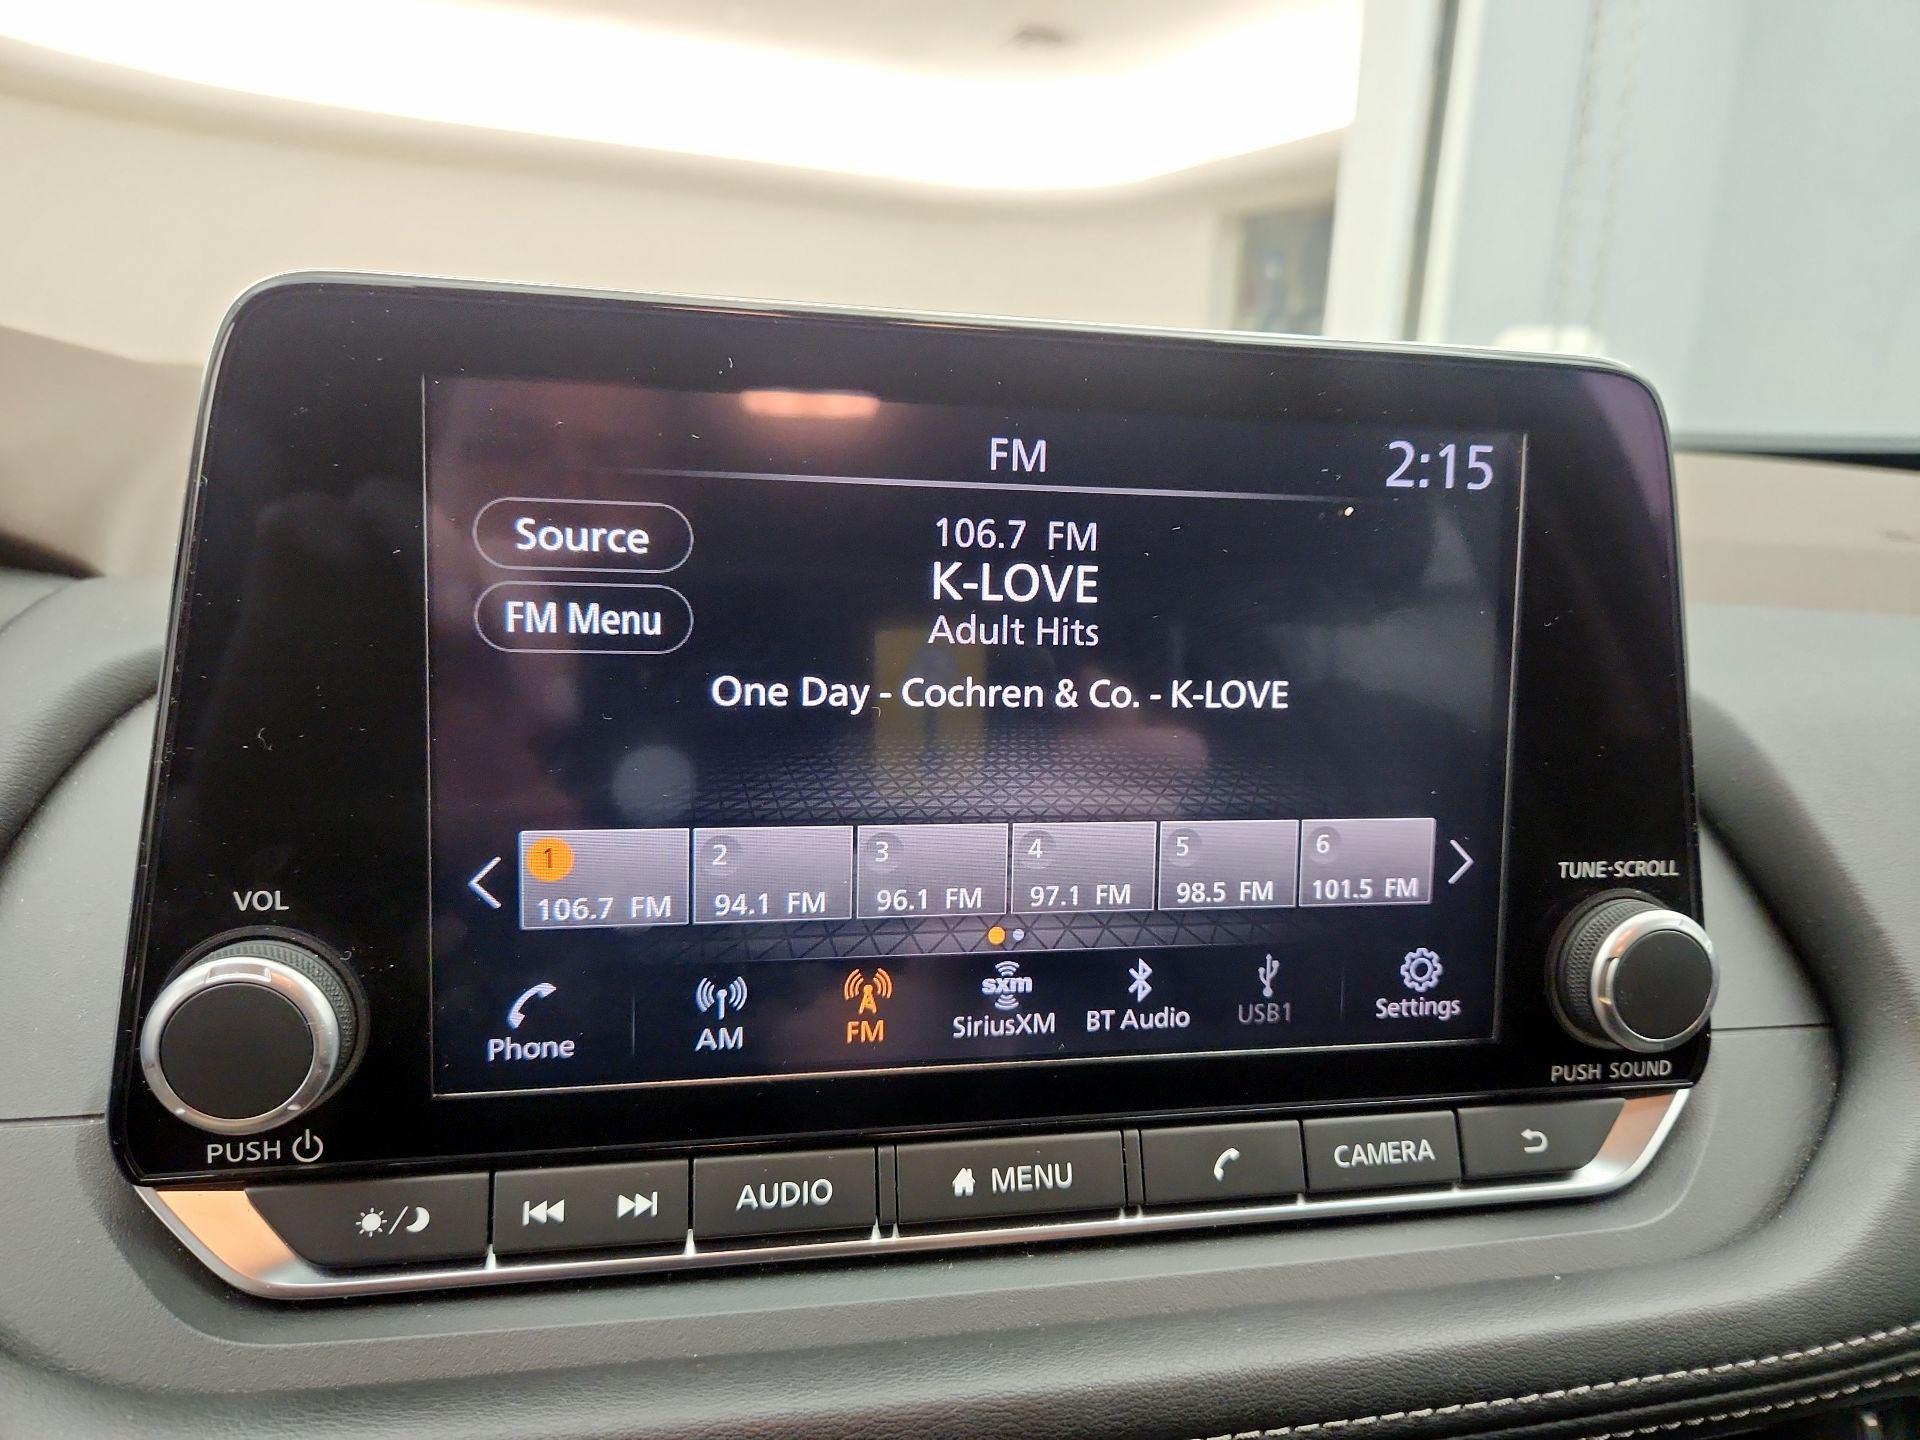 FM
2:15
Source
FM Menu
106.7 FM
K-LOVE
Adult Hits
One Day - Cochren & Co. - K-LOVE
1
106.7 FM
2
94.1 FM
3
96.1 FM
4
97.1 FM
5
98.5 FM
6
101.5 FM
Phone
AM
FM
sxm
SiriusXM
BT Audio
USB1
Settings
VOL
PUSH
TUNE·SCROLL
PUSH SOUND
AUDIO
MENU
CAMERA